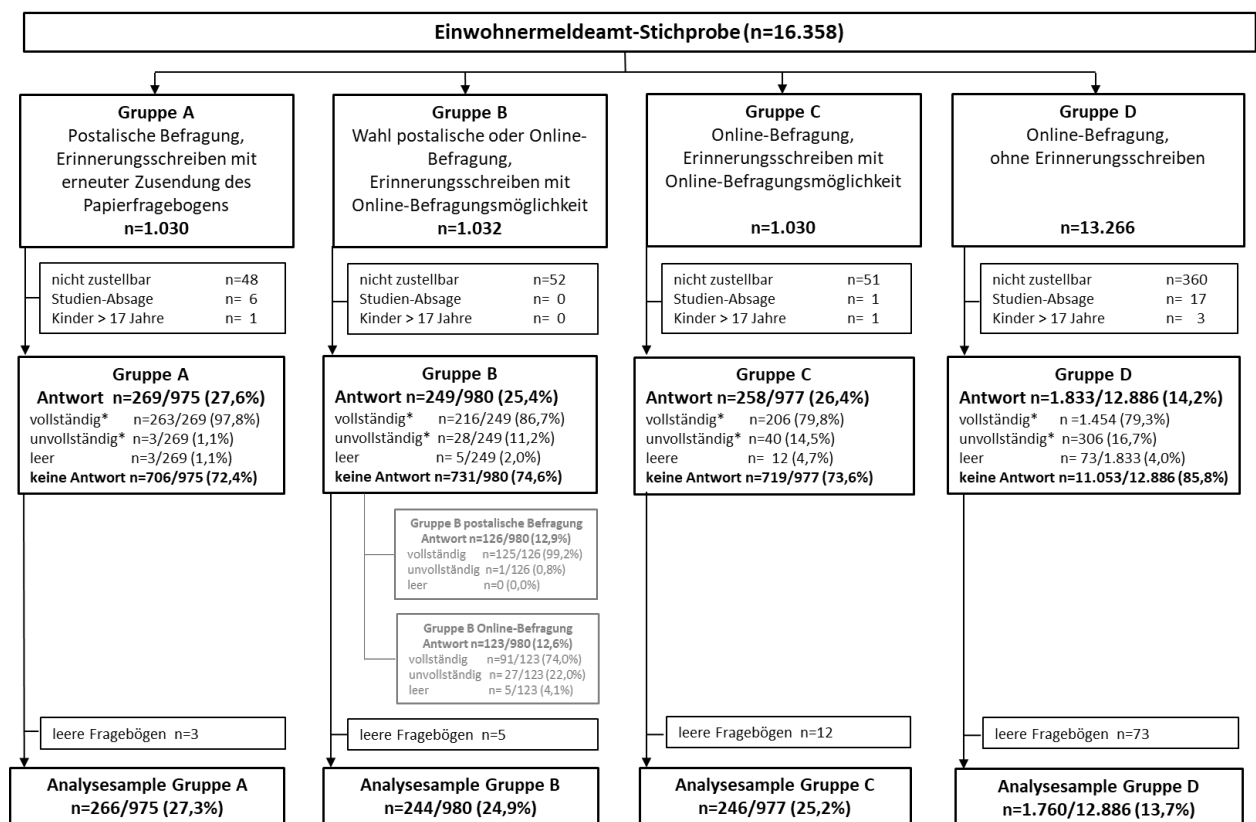 Einwohnermeldeamt-Stichprobe (n=16.358)
Gruppe A
Postalische Befragung,
Erinnerungsschreiben mit
erneuter Zusendung des
Papierfragebogens
n=1.030
Gruppe B
Wahl postalische oder Online-
Befragung,
Erinnerungsschreiben mit
Online-Befragungsmöglichkeit
n=1.032
Gruppe C
Online-Befragung,
Erinnerungsschreiben mit
Online-Befragungsmöglichkeit
n=1.030
Gruppe D
Online-Befragung,
ohne Erinnerungsschreiben
n=13.266
nicht zustellbar n=48
Studien-Absage n= 6
Kinder > 17 Jahre n= 1
nicht zustellbar n=52
Studien-Absage n= 0
Kinder > 17 Jahre n= 0
nicht zustellbar n=51
Studien-Absage n= 1
Kinder > 17 Jahre n= 1
nicht zustellbar n=360
Studien-Absage n= 17
Kinder > 17 Jahre n= 3
Gruppe A
Antwort n=269/975 (27,6%)
vollständig* n=263/269 (97,8%)
unvollständig* n=3/269 (1,1%)
leer n=3/269 (1,1%)
keine Antwort n=706/975 (72,4%)
Gruppe B
Antwort n=249/980 (25,4%)
vollständig* n=216/249 (86,7%)
unvollständig* n=28/249 (11,2%)
leer n= 5/249 (2,0%)
keine Antwort n=731/980 (74,6%)
Gruppe C
Antwort n=258/977 (26,4%)
vollständig* n=206 (79,8%)
unvollständig* n=40 (14,5%)
leere n= 12 (4,7%)
keine Antwort n=719/977 (73,6%)
Gruppe D
Antwort n=1.833/12.886 (14,2%)
vollständig* n=1.454 (79,3%)
unvollständig* n=306 (16,7%)
leer n= 73/1.833 (4,0%)
keine Antwort n=11.053/12.886 (85,8%)
Gruppe B postalische Befragung
Antwort n=126/980 (12,9%)
vollständig n=125/126 (99,2%)
unvollständig n=1/126 (0,8%)
leer n=0 (0,0%)
Gruppe B Online-Befragung
Antwort n=123/980 (12,6%)
vollständig n=91/123 (74,0%)
unvollständig n= 27/123 (22,0%)
leer n= 5/123 (4,1%)
leere Fragebögen n=3
leere Fragebögen n=5
leere Fragebögen n=12
leere Fragebögen n=73
Analysesample Gruppe A
n=266/975 (27,3%)
Analysesample Gruppe B
n=244/980 (24,9%)
Analysesample Gruppe C
n=246/977 (25,2%)
Analysesample Gruppe D
n=1.760/12.886 (13,7%)